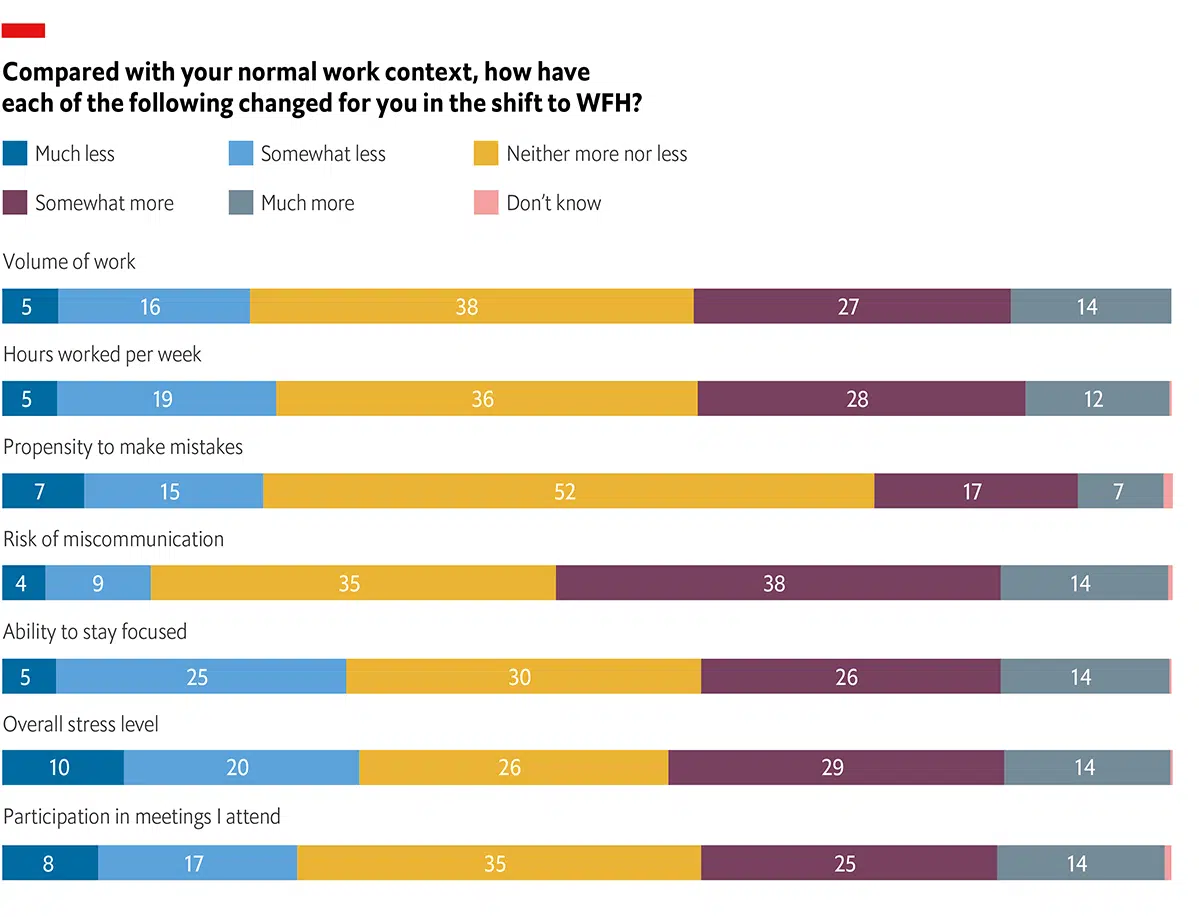 Compared with your normal work context, how have
each of the following changed for you in the shift to WFH?
Much less Somewhat less Neither more nor less
Somewhat more Much more Don't know
Volume of work
5 16 38 27 14
Hours worked per week
5 19 36 28 12
Propensity to make mistakes
7 15 52 17 7
Risk of miscommunication
4 9 35 38 14
Ability to stay focused
5 25 30 26 14
Overall stress level
10 20 26 29 14
Participation in meetings I attend
8 17 35 25 14